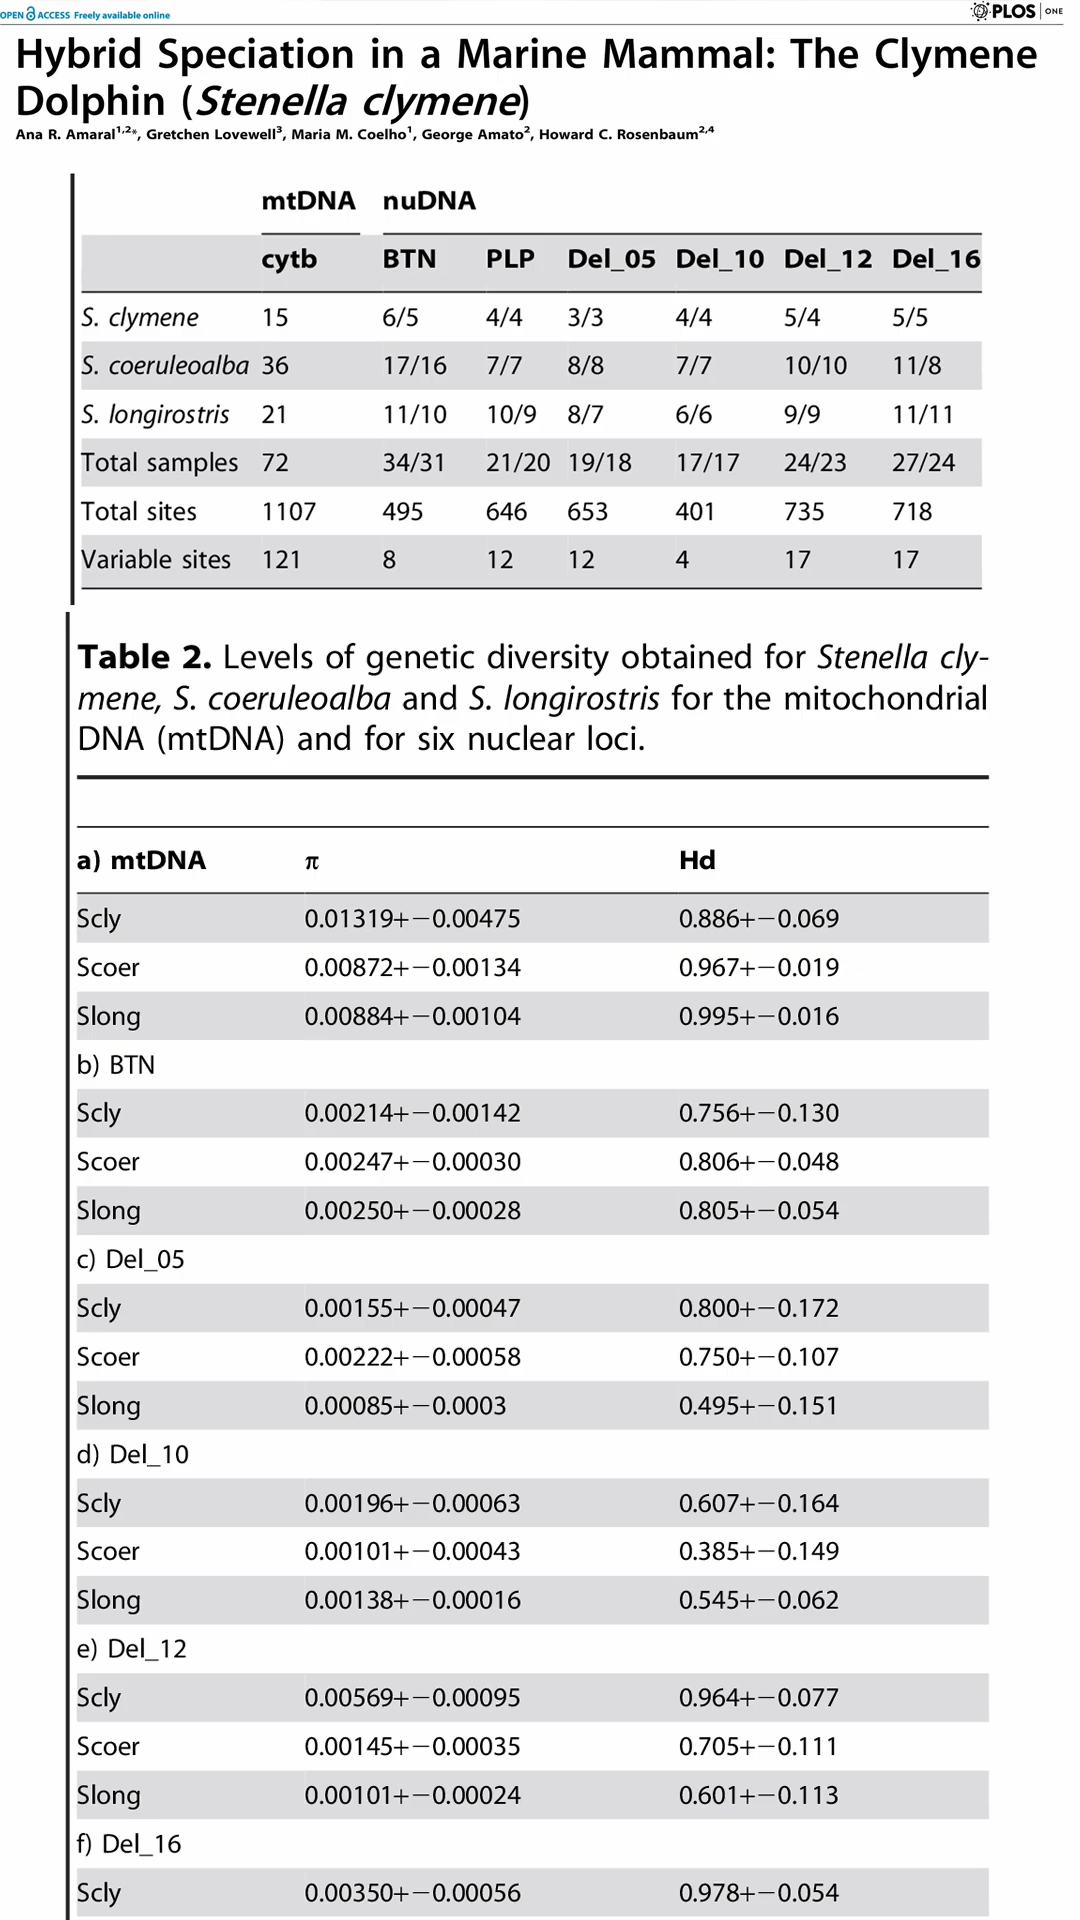 OPEN ACCESS Freely available online
PLOS ONE
Hybrid Speciation in a Marine Mammal: The Clymene
Dolphin (Stenella clymene)
Ana R. Amaral1,2*, Gretchen Lovewell3, Maria M. Coelho1, George Amato2, Howard C. Rosenbaum2,4
mtDNA nuDNA
cytb BTN PLP Del_05 Del_10 Del_12 Del_16
S. clymene 15 6/5 4/4 3/3 4/4 5/4 5/5
S. coeruleoalba 36 17/16 7/7 8/8 7/7 10/10 11/8
S. longirostris 21 11/10 10/9 8/7 6/6 9/9 11/11
Total samples 72 34/31 21/20 19/18 17/17 24/23 27/24
Total sites 1107 495 646 653 401 735 718
Variable sites 121 8 12 12 4 17 17
Table 2. Levels of genetic diversity obtained for Stenella cly-
mene, S. coeruleoalba and S. longirostris for the mitochondrial
DNA (mtDNA) and for six nuclear loci.
a) mtDNA π Hd
Scly 0.01319+−0.00475 0.886+−0.069
Scoer 0.00872+−0.00134 0.967+−0.019
Slong 0.00884+−0.00104 0.995+−0.016
b) BTN
Scly 0.00214+−0.00142 0.756+−0.130
Scoer 0.00247+−0.00030 0.806+−0.048
Slong 0.00250+−0.00028 0.805+−0.054
c) Del_05
Scly 0.00155+−0.00047 0.800+−0.172
Scoer 0.00222+−0.00058 0.750+−0.107
Slong 0.00085+−0.0003 0.495+−0.151
d) Del_10
Scly 0.00196+−0.00063 0.607+−0.164
Scoer 0.00101+−0.00043 0.385+−0.149
Slong 0.00138+−0.00016 0.545+−0.062
e) Del_12
Scly 0.00569+−0.00095 0.964+−0.077
Scoer 0.00145+−0.00035 0.705+−0.111
Slong 0.00101+−0.00024 0.601+−0.113
f) Del_16
Scly 0.00350+−0.00056 0.978+−0.054